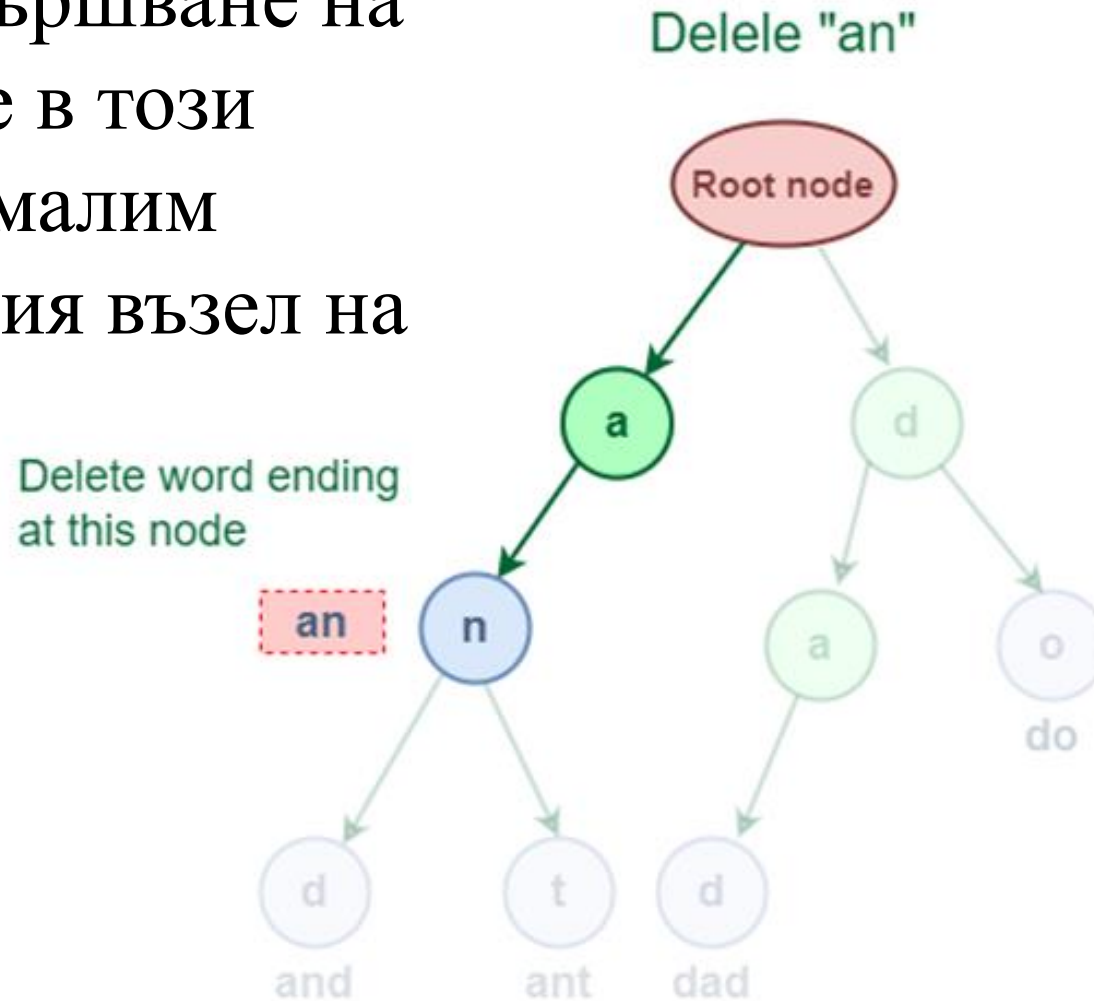 ършване на
е в този
малим
ия възел на
Delele "an"
Root node
a
d
Delete word ending
at this node
an
n
a
o
do
d
t
d
and
ant
dad